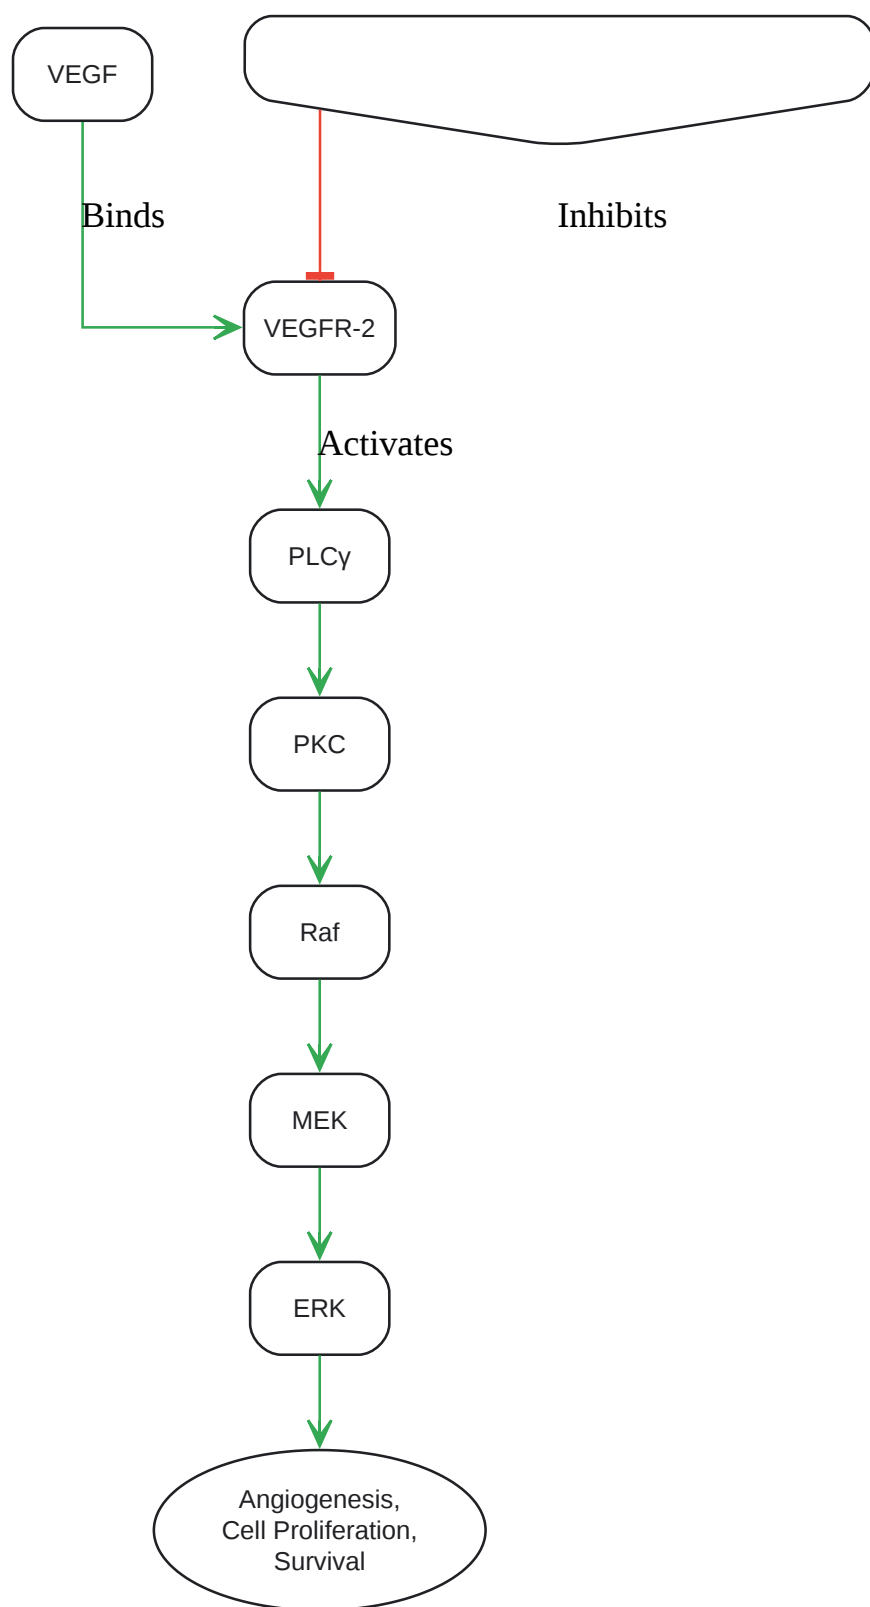 VEGF
Binds
Inhibits
VEGFR-2
Activates
PLCγ
PKC
Raf
MEK
ERK
Angiogenesis,
Cell Proliferation,
Survival